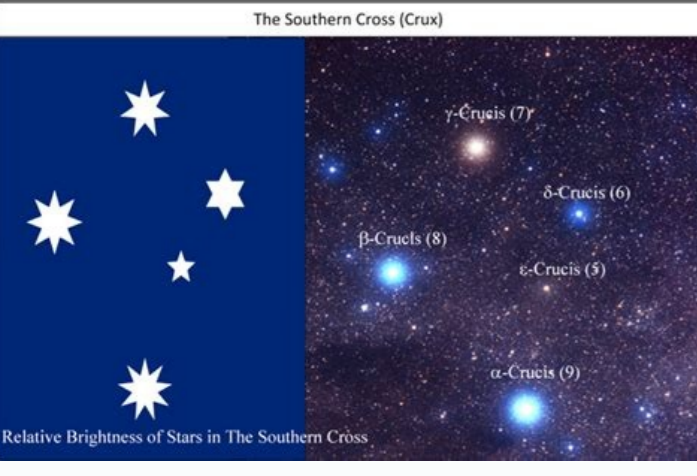 The Southern Cross (Crux)
γ-Crucis (7)
δ-Crucis (6)
β-Crucis (8)
ε-Crucis (5)
α-Crucis (9)
Relative Brightness of Stars in The Southern Cross